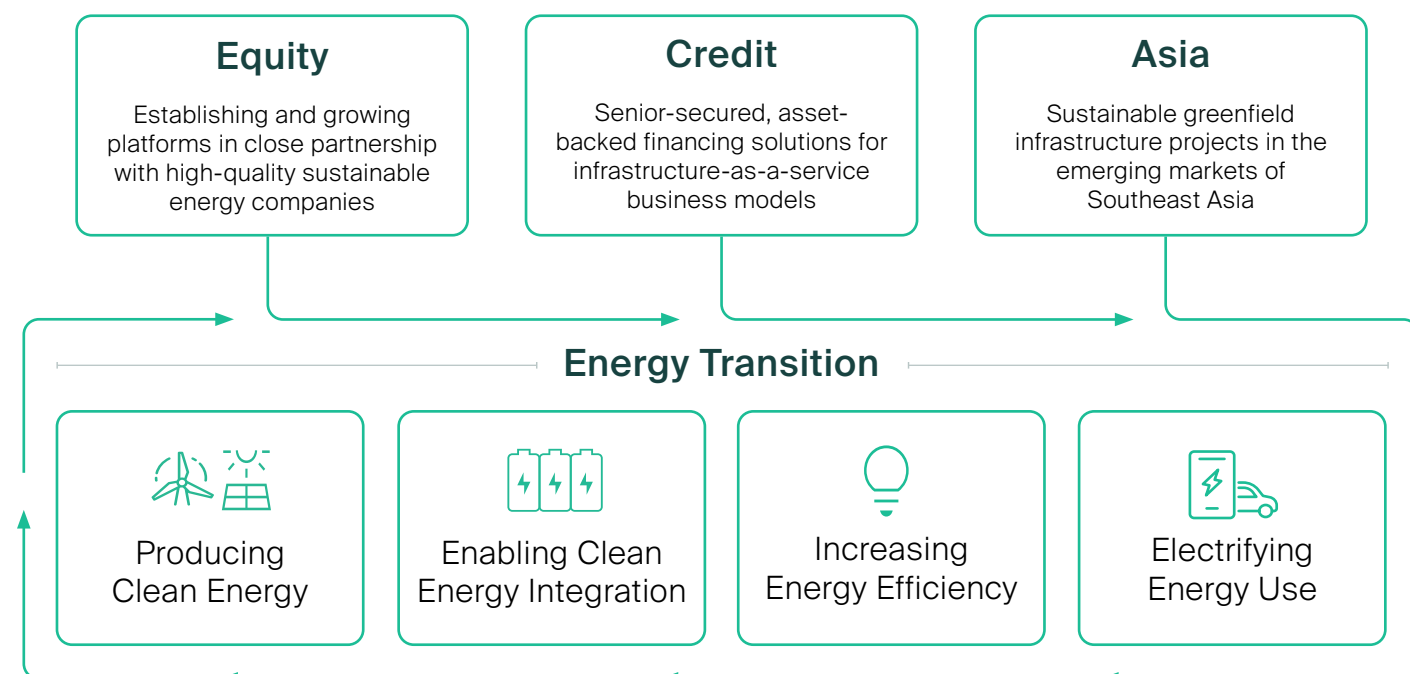 Equity
Establishing and growing
platforms in close partnership
with high-quality sustainable
energy companies
Credit
Senior-secured, asset-
backed financing solutions for
infrastructure-as-a-service
business models
Asia
Sustainable greenfield
infrastructure projects in the
emerging markets of
Southeast Asia
Energy Transition
Producing
Clean Energy
Enabling Clean
Energy Integration
Increasing
Energy Efficiency
Electrifying
Energy Use